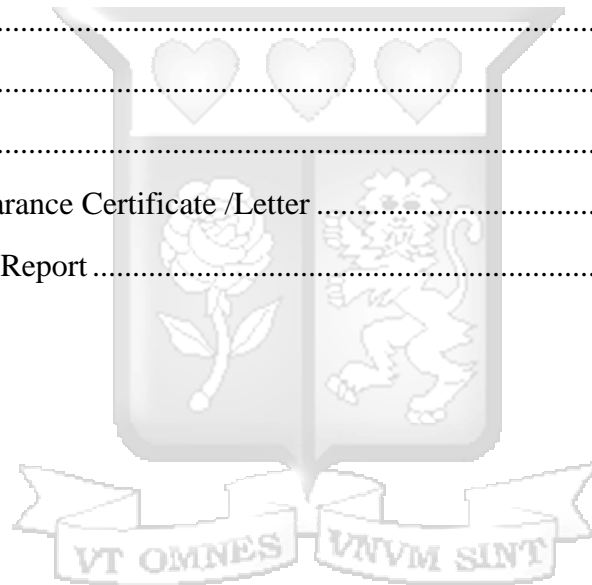 ........................................................................
........................................................................
........................................................................
arance Certificate /Letter ................................
Report ................................................................
VT OMNES VNVM SINT